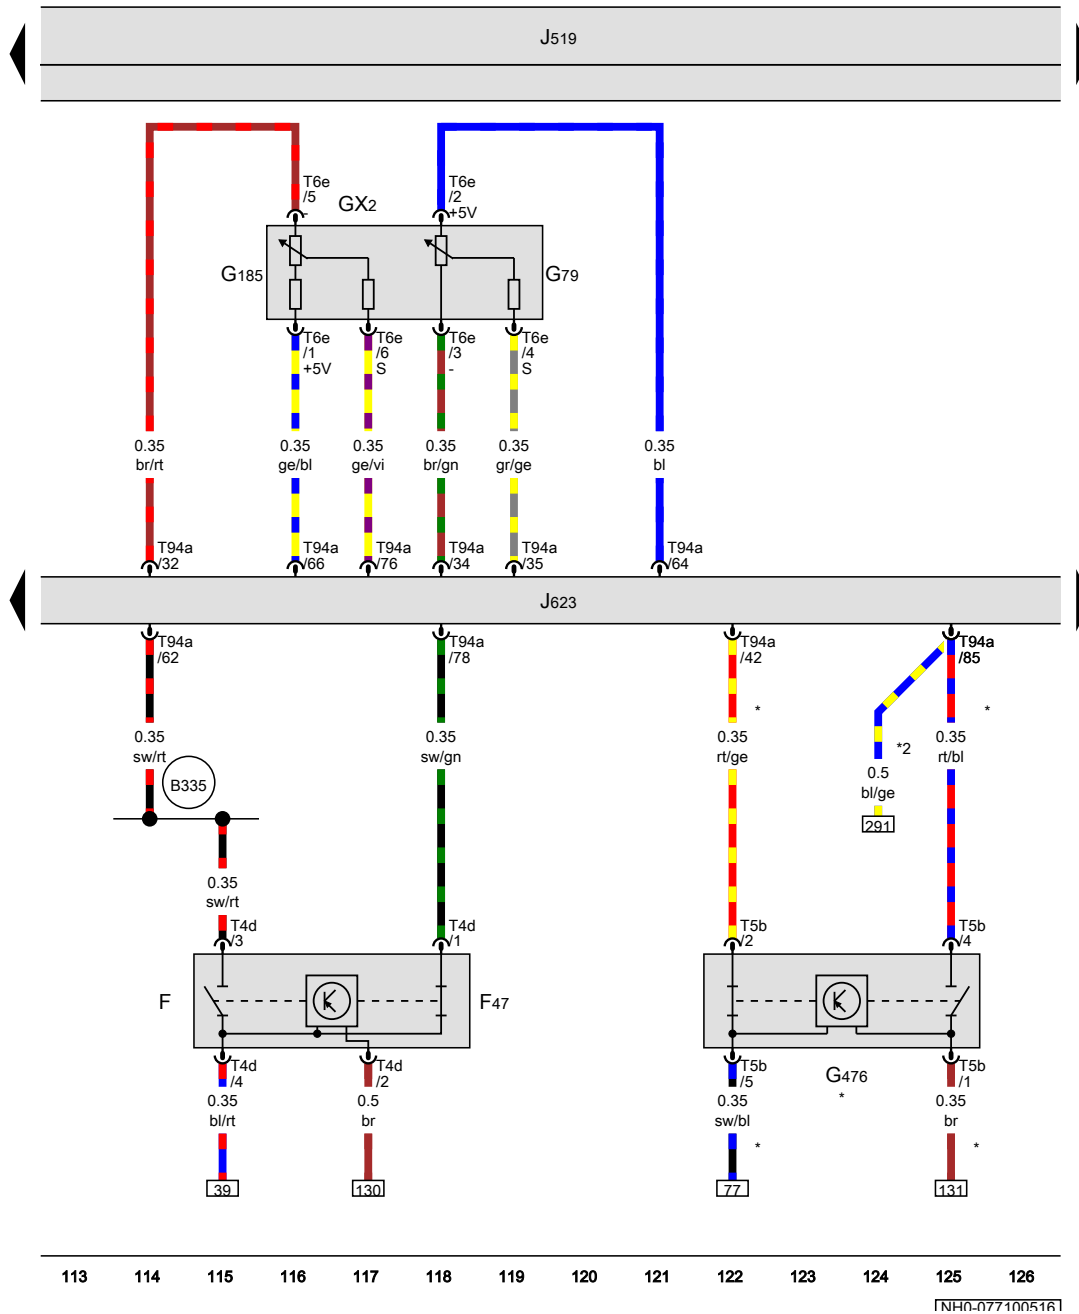 J519
T6e
/5
-
GX2
T6e
/2
+5V
G185
G79
T6e
/1
+5V
T6e
/6
S
T6e
/3
-
T6e
/4
S
0.35
br/rt
0.35
ge/bl
0.35
ge/vi
0.35
br/gn
0.35
gr/ge
0.35
bl
T94a
/32
T94a
/66
T94a
/76
T94a
/34
T94a
/35
T94a
/64
J623
T94a
/62
T94a
/78
T94a
/42
T94a
/85
*
*
0.35
sw/rt
0.35
sw/gn
0.35
rt/ge
*2
0.35
rt/bl
B335
0.5
bl/ge
291
0.35
sw/rt
T4d
/3
T4d
/1
T5b
/2
T5b
/4
F
F47
T4d
/4
T4d
/2
T5b
/5
G476
*
T5b
/1
0.35
bl/rt
0.5
br
0.35
sw/bl
0.35
br
*
*
39
130
77
131
113 114 115 116 117 118 119 120 121 122 123 124 125 126
NH0-077100516